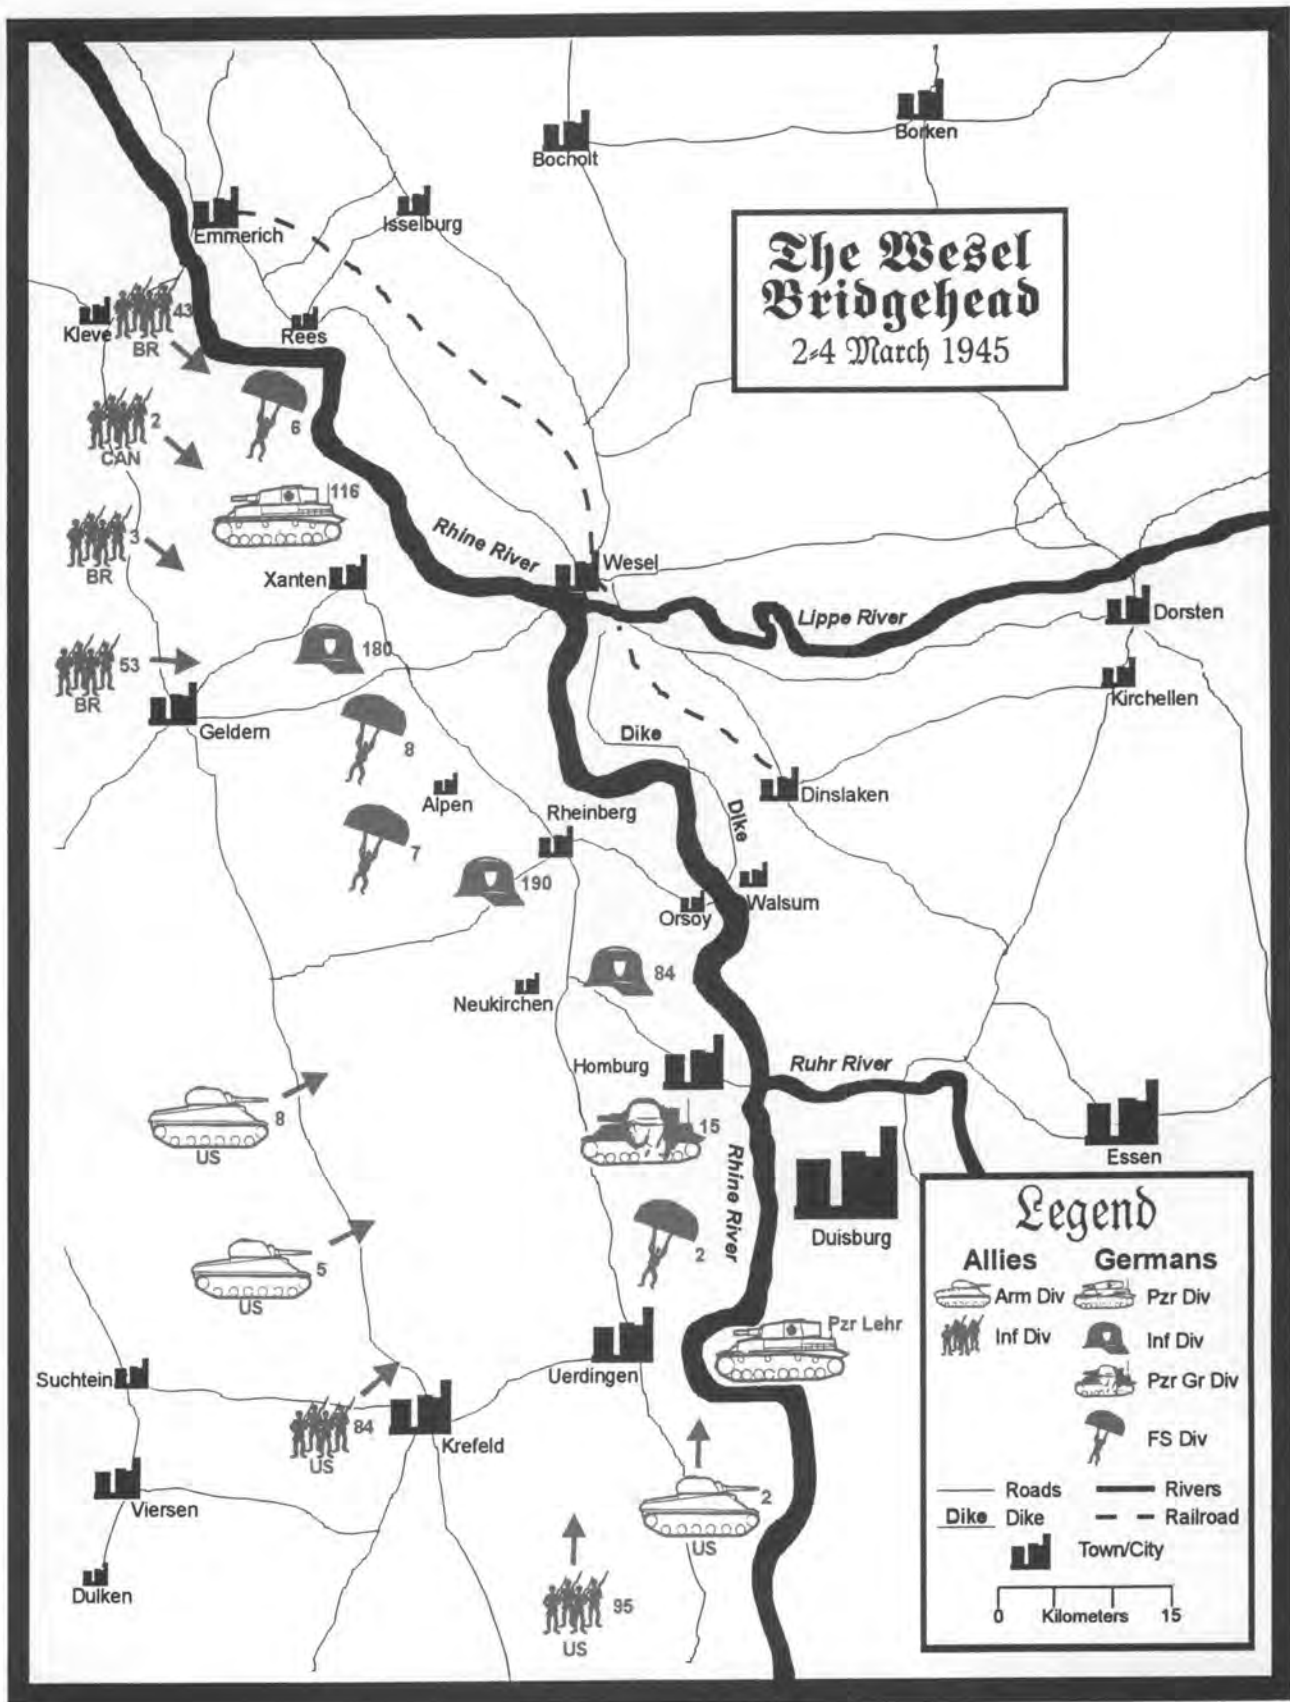 Borken
Bocholt
Isselburg
Emmerich
The Wesel
Bridgehead
2-4 March 1945
43
Kleve
BR
Rees
2
CAN
6
116
3
BR
Rhine River
Wesel
Xanten
Lippe River
Dorsten
180
53
BR
Geldern
Kirchellen
8
Dike
Dinslaken
Alpen
Rheinberg
Dike
7
190
Orsoy
Walsum
84
Neukirchen
Homburg
Ruhr River
8
US
15
Essen
Rhine River
Duisburg
2
5
US
Pzr Lehr
Uerdingen
Suchtein
84
US
Krefeld
Viersen
2
US
Dulken
95
US
Legend
Allies
Germans
Arm Div
Pzr Div
Inf Div
Inf Div
Pzr Gr Div
FS Div
Roads
Rivers
Dike
Dike
Railroad
Town/City
0
Kilometers
15